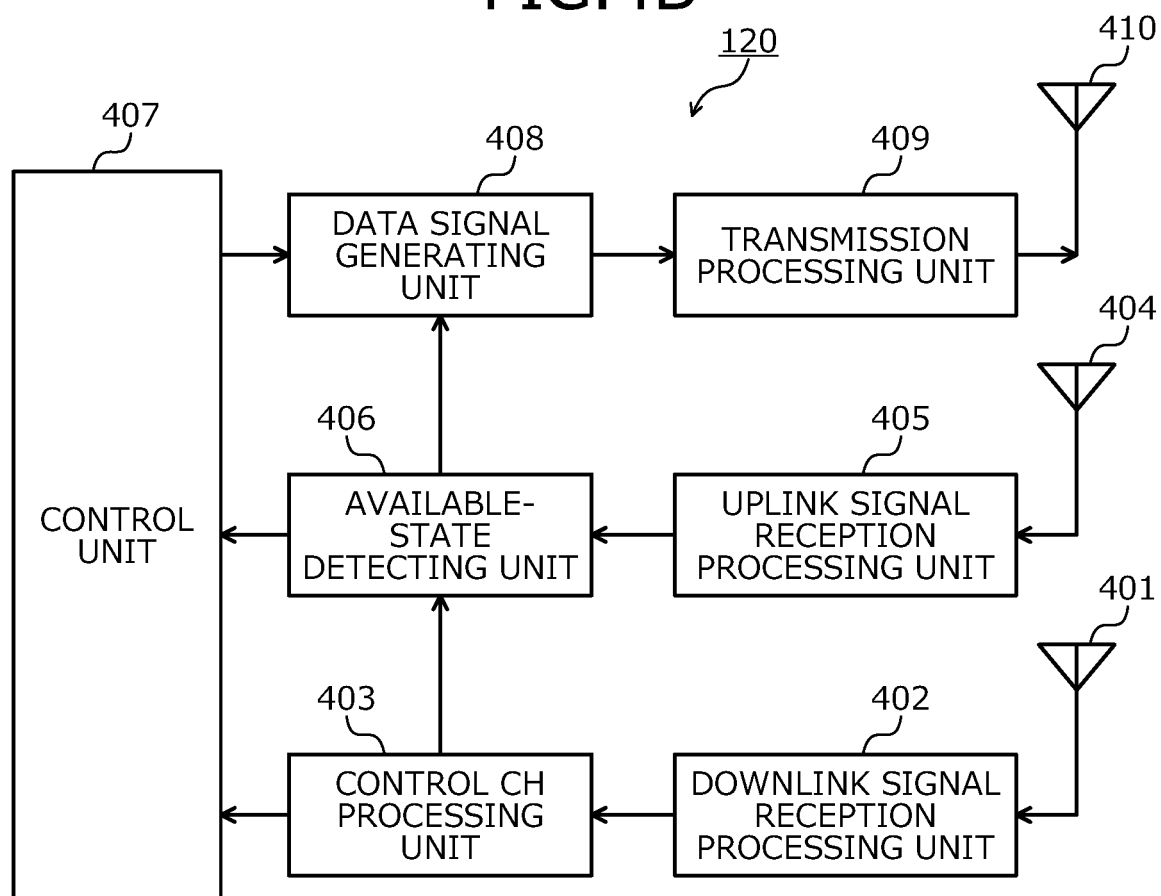 120
410
407
408
409
DATA SIGNAL
GENERATING
UNIT
TRANSMISSION
PROCESSING UNIT
404
406
405
CONTROL
UNIT
AVAILABLE-
STATE
DETECTING UNIT
UPLINK SIGNAL
RECEPTION
PROCESSING UNIT
401
403
402
CONTROL CH
PROCESSING
UNIT
DOWNLINK SIGNAL
RECEPTION
PROCESSING UNIT